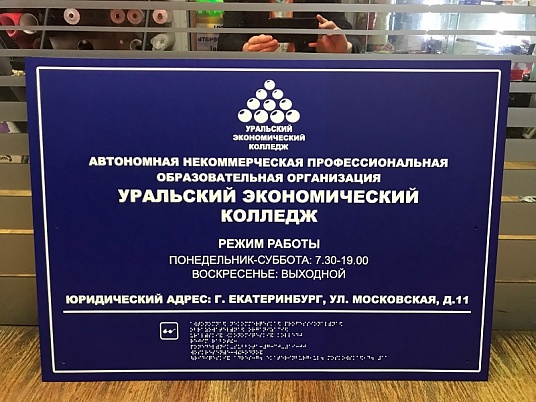 УРАЛЬСКИЙ
ЭКОНОМИЧЕСКИЙ
КОЛЛЕДЖ
АВТОНОМНАЯ НЕКОММЕРЧЕСКАЯ ПРОФЕССИОНАЛЬНАЯ
ОБРАЗОВАТЕЛЬНАЯ ОРГАНИЗАЦИЯ
УРАЛЬСКИЙ ЭКОНОМИЧЕСКИЙ
КОЛЛЕДЖ
РЕЖИМ РАБОТЫ
ПОНЕДЕЛЬНИК-СУББОТА: 7.30-19.00
ВОСКРЕСЕНЬЕ: ВЫХОДНОЙ
ЮРИДИЧЕСКИЙ АДРЕС: Г. ЕКАТЕРИНБУРГ, УЛ. МОСКОВСКАЯ, Д.11